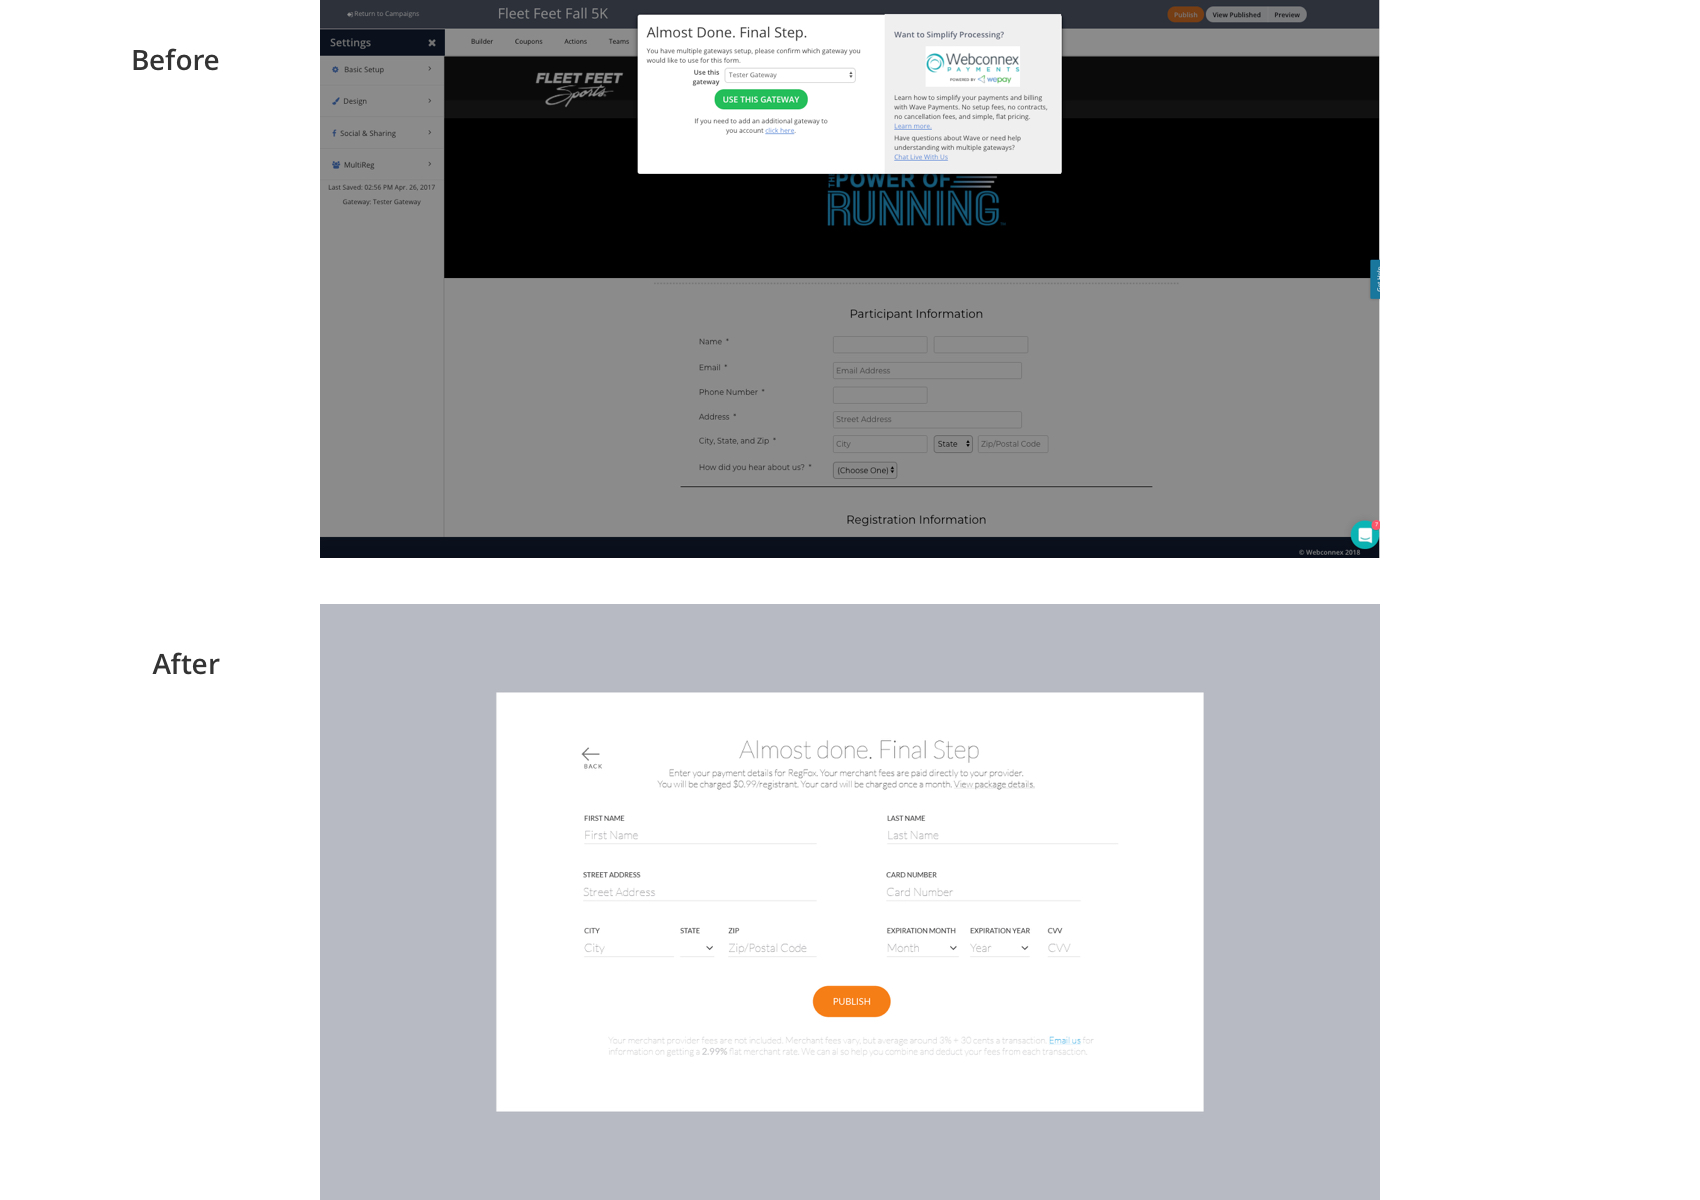 Before
Return to Campaigns
Fleet Feet Fall 5K
Publish
View Published
Preview
Settings
Builder
Coupons
Actions
Teams
Basic Setup
Design
Social & Sharing
MultiReg
Last Saved: 02:56 PM Apr. 26, 2017
Gateway: Tester Gateway
FLEET FEET
Sports
Almost Done. Final Step.
You have multiple gateways setup, please confirm which gateway you
would like to use for this form.
Use this
gateway
Tester Gateway
USE THIS GATEWAY
If you need to add an additional gateway to
you account click here.
Want to Simplify Processing?
Webconnex
PAYMENTS
POWERED BY wepay
Learn how to simplify your payments and billing
with Wave Payments. No setup fees, no contracts,
no cancellation fees, and simple, flat pricing.
Learn more.
Have questions about Wave or need help
understanding with multiple gateways?
Chat Live With Us
THE
POWER OF
RUNNING
Participant Information
Name *
Email *
Email Address
Phone Number *
Address *
Street Address
City, State, and Zip *
City
State
Zip/Postal Code
How did you hear about us? *
(Choose One)
Registration Information
7
© Webconnex 2018
After
BACK
Almost done. Final Step
Enter your payment details for RegFox. Your merchant fees are paid directly to your provider.
You will be charged $0.99/registrant. Your card will be charged once a month. View package details.
FIRST NAME
First Name
LAST NAME
Last Name
STREET ADDRESS
Street Address
CARD NUMBER
Card Number
CITY
City
STATE
ZIP
Zip/Postal Code
EXPIRATION MONTH
Month
EXPIRATION YEAR
Year
CVV
CVV
PUBLISH
Your merchant provider fees are not included. Merchant fees vary, but average around 3% + 30 cents a transaction. Email us for
information on getting a 2.99% flat merchant rate. We can al so help you combine and deduct your fees from each transaction.